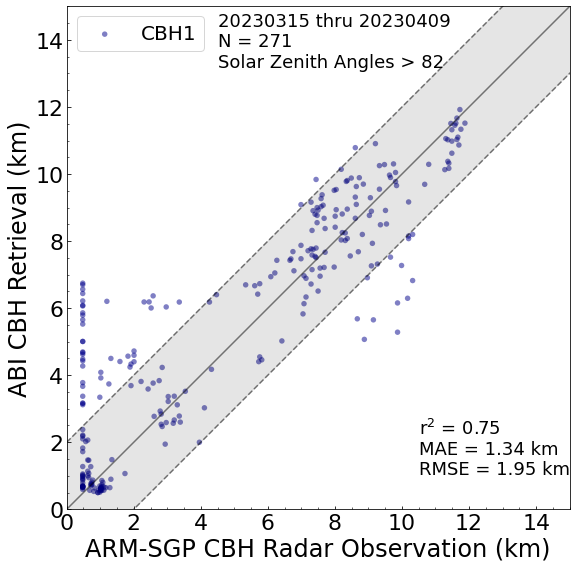 CBH1
20230315 thru 20230409
N = 271
Solar Zenith Angles > 82
14
12
10
8
6
4
2
0
ABI CBH Retrieval (km)
r² = 0.75
MAE = 1.34 km
RMSE = 1.95 km
0 2 4 6 8 10 12 14
ARM-SGP CBH Radar Observation (km)